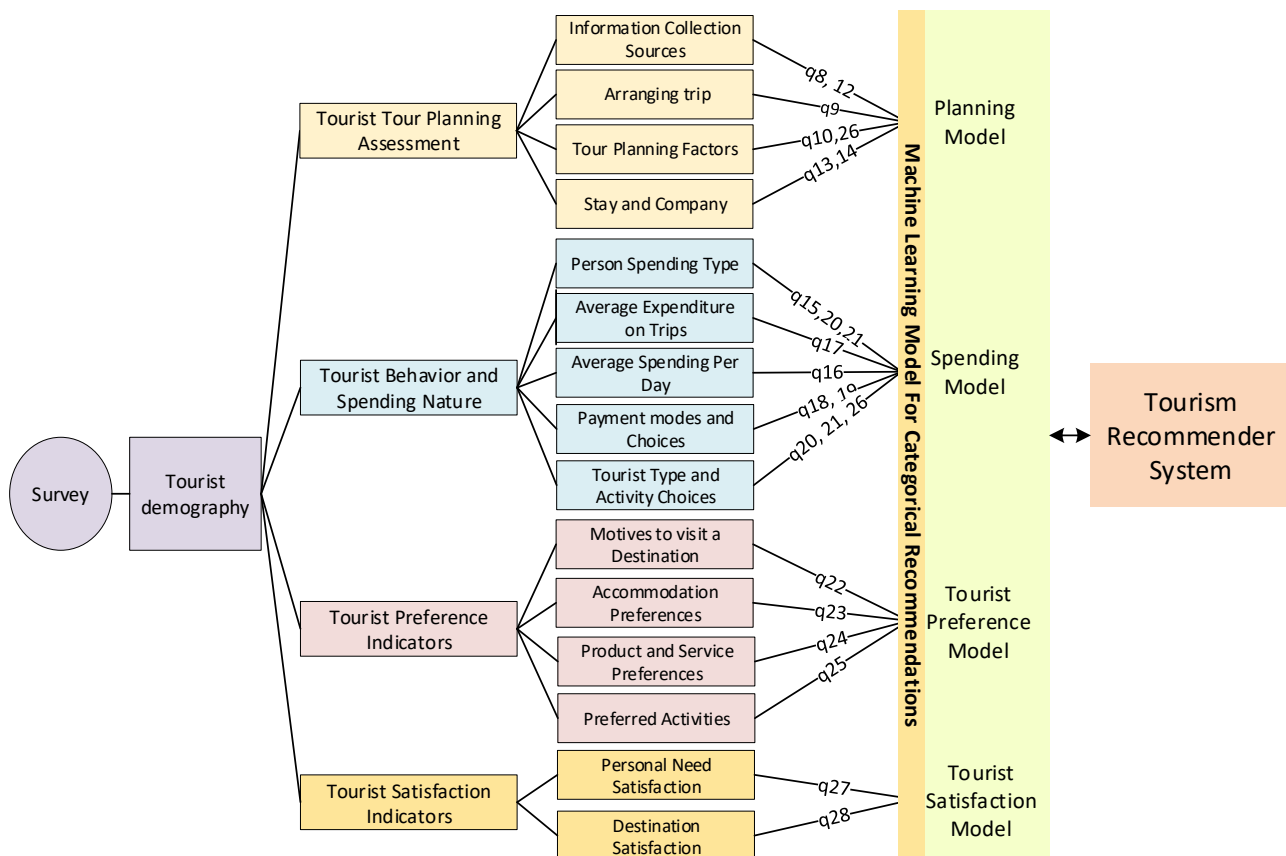 Survey
Tourist
demography
Tourist Tour Planning
Assessment
Tourist Behavior and
Spending Nature
Tourist Preference
Indicators
Tourist Satisfaction
Indicators
Information Collection
Sources
Arranging trip
Tour Planning Factors
Stay and Company
Person Spending Type
Average Expenditure
on Trips
Average Spending Per
Day
Payment modes and
Choices
Tourist Type and
Activity Choices
Motives to visit a
Destination
Accommodation
Preferences
Product and Service
Preferences
Preferred Activities
Personal Need
Satisfaction
Destination
Satisfaction
q8, 12
q9
q10,26
q13,14
q15,20,21
q17
q16
q18, 19
q20, 21, 26
q22
q23
q24
q25
q27
q28
Machine Learning Model For Categorical Recommendations
Planning
Model
Spending
Model
Tourist
Preference
Model
Tourist
Satisfaction
Model
Tourism
Recommender
System